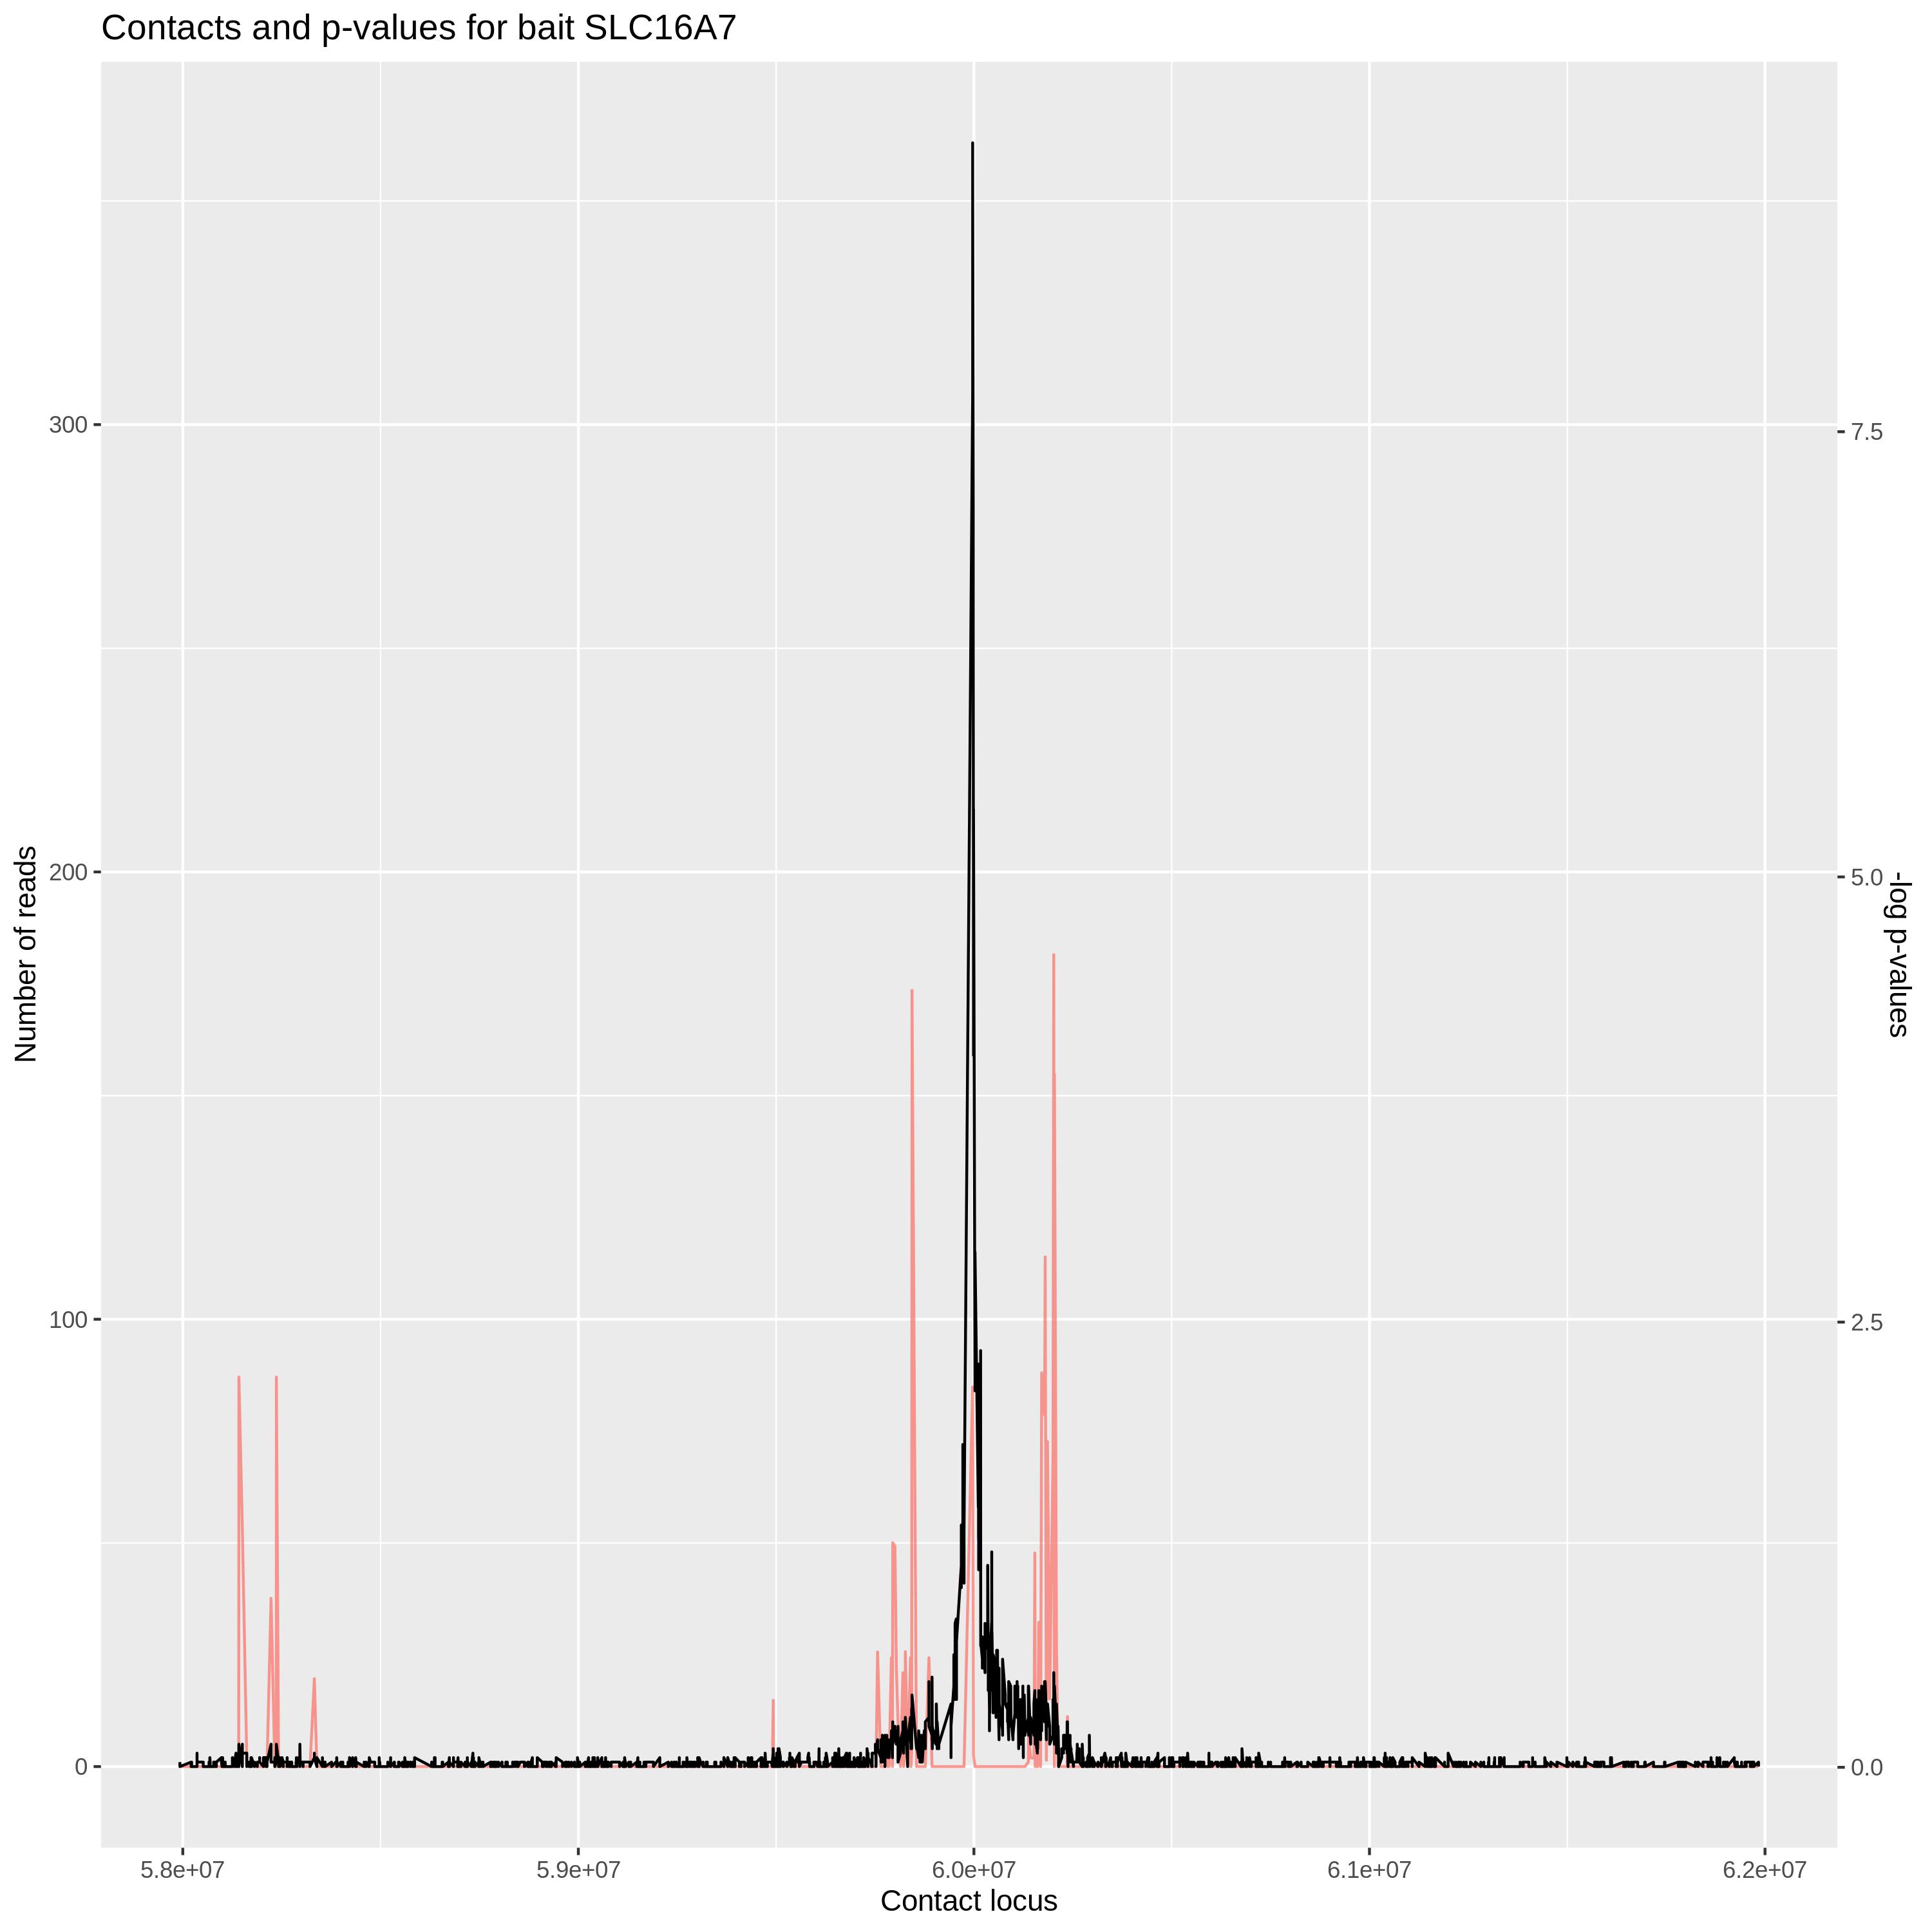 Contacts and p-values for bait SLC16A7
Number of reads
300
200
100
0
7.5
5.0
2.5
0.0
-log p-values
5.8e+07 5.9e+07 6.0e+07 6.1e+07 6.2e+07
Contact locus